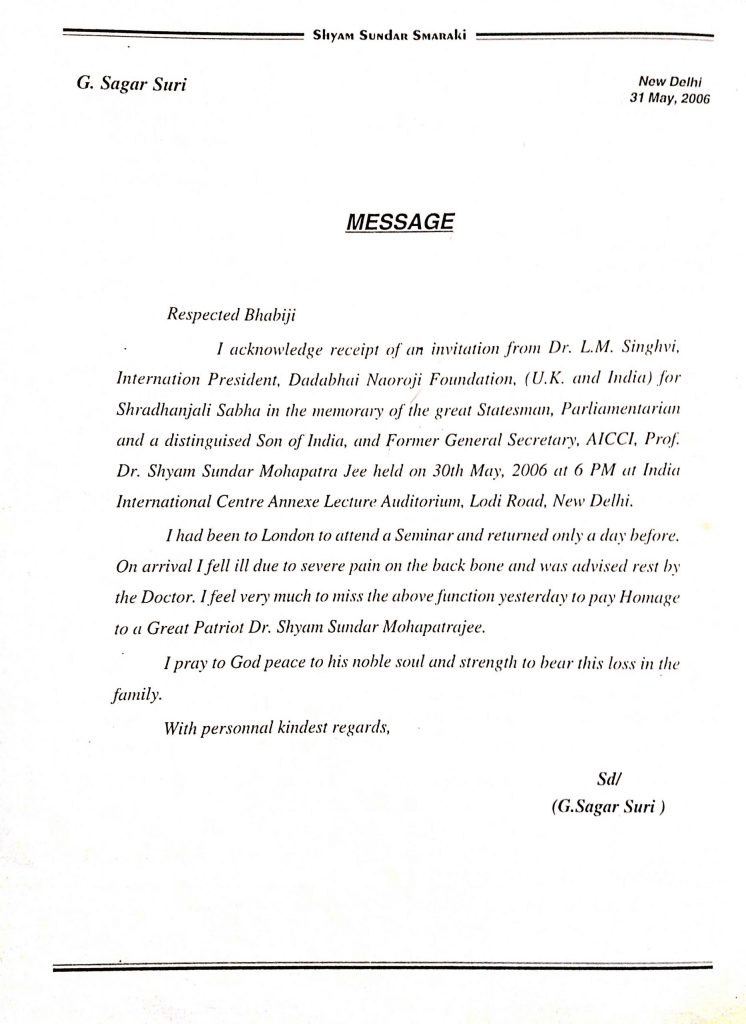 Shyam Sundar Smaraki
G. Sagar Suri
New Delhi
31 May, 2006
MESSAGE
Respected Bhabiji
I acknowledge receipt of an invitation from Dr. L.M. Singhvi,
Internation President, Dadabhai Naoroji Foundation, (U.K. and India) for
Shradhanjali Sabha in the memorary of the great Statesman, Parliamentarian
and a distinguised Son of India, and Former General Secretary, AICCI, Prof.
Dr. Shyam Sundar Mohapatra Jee held on 30th May, 2006 at 6 PM at India
International Centre Annexe Lecture Auditorium, Lodi Road, New Delhi.
I had been to London to attend a Seminar and returned only a day before.
On arrival I fell ill due to severe pain on the back bone and was advised rest by
the Doctor. I feel very much to miss the above function yesterday to pay Homage
to a Great Patriot Dr. Shyam Sundar Mohapatrajee.
I pray to God peace to his noble soul and strength to bear this loss in the
family.
With personnal kindest regards,
Sd/
(G.Sagar Suri )